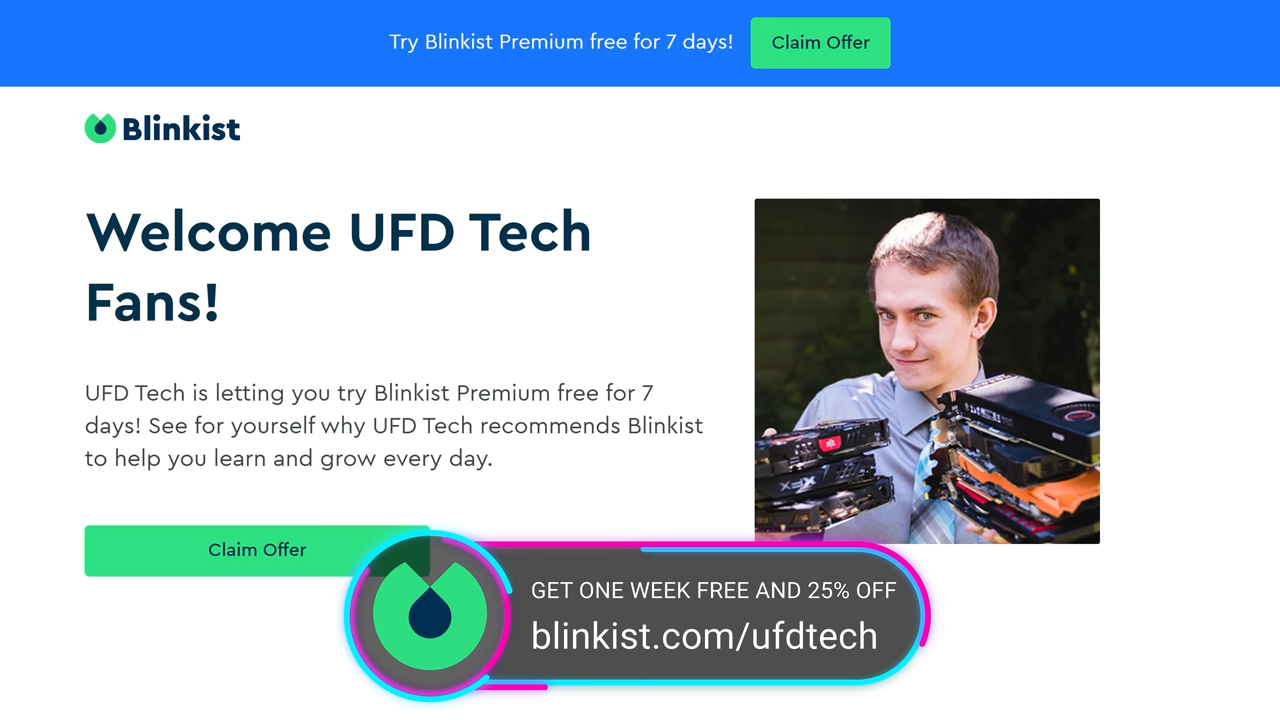 Try Blinkist Premium free for 7 days!
Claim Offer
Blinkist
Welcome UFD Tech
Fans!
UFD Tech is letting you try Blinkist Premium free for 7
days! See for yourself why UFD Tech recommends Blinkist
to help you learn and grow every day.
XFX
Claim Offer
GET ONE WEEK FREE AND 25% OFF
blinkist.com/ufdtech